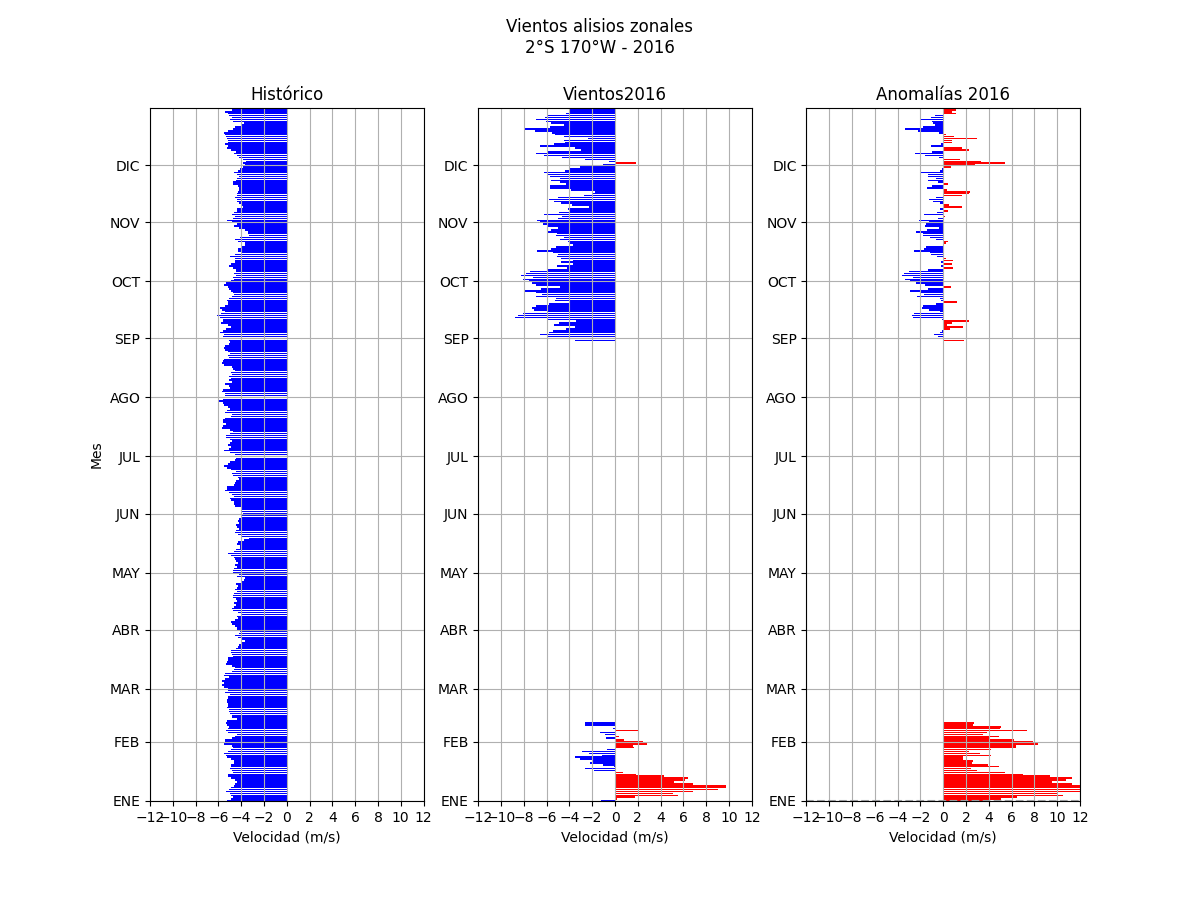 Vientos alisios zonales
2°S 170°W - 2016
Histórico
Vientos2016
Anomalías 2016
DIC
NOV
OCT
SEP
AGO
JUL
JUN
MAY
ABR
MAR
FEB
ENE
Mes
−12 −10 −8 −6 −4 −2 0 2 4 6 8 10 12
Velocidad (m/s)
DIC
NOV
OCT
SEP
AGO
JUL
JUN
MAY
ABR
MAR
FEB
ENE
−12 −10 −8 −6 −4 −2 0 2 4 6 8 10 12
Velocidad (m/s)
DIC
NOV
OCT
SEP
AGO
JUL
JUN
MAY
ABR
MAR
FEB
ENE
−12 −10 −8 −6 −4 −2 0 2 4 6 8 10 12
Velocidad (m/s)